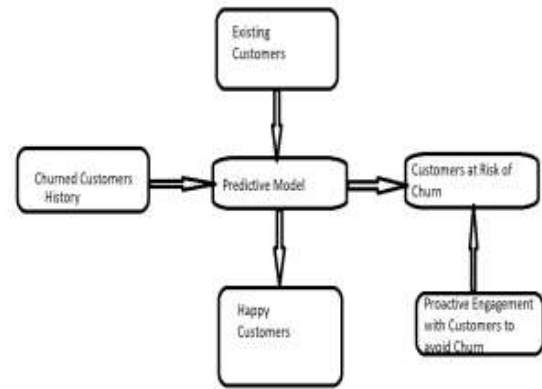 Existing
Customers
Churned Customers
History
Predictive Model
Customers at Risk of
Churn
Happy
Customers
Proactive Engagement
with Customers to
avoid Churn